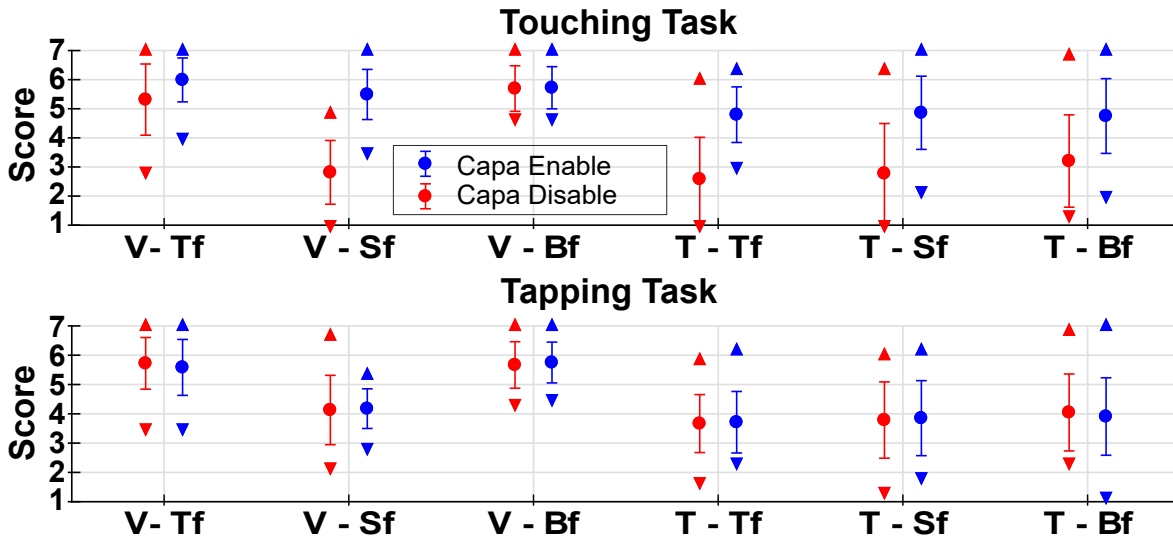 Touching Task
Score
7
6
5
4
3
2
1
Capa Enable
Capa Disable
V- Tf V - Sf V - Bf T - Tf T - Sf T - Bf
Tapping Task
Score
7
6
5
4
3
2
1
V- Tf V - Sf V - Bf T - Tf T - Sf T - Bf